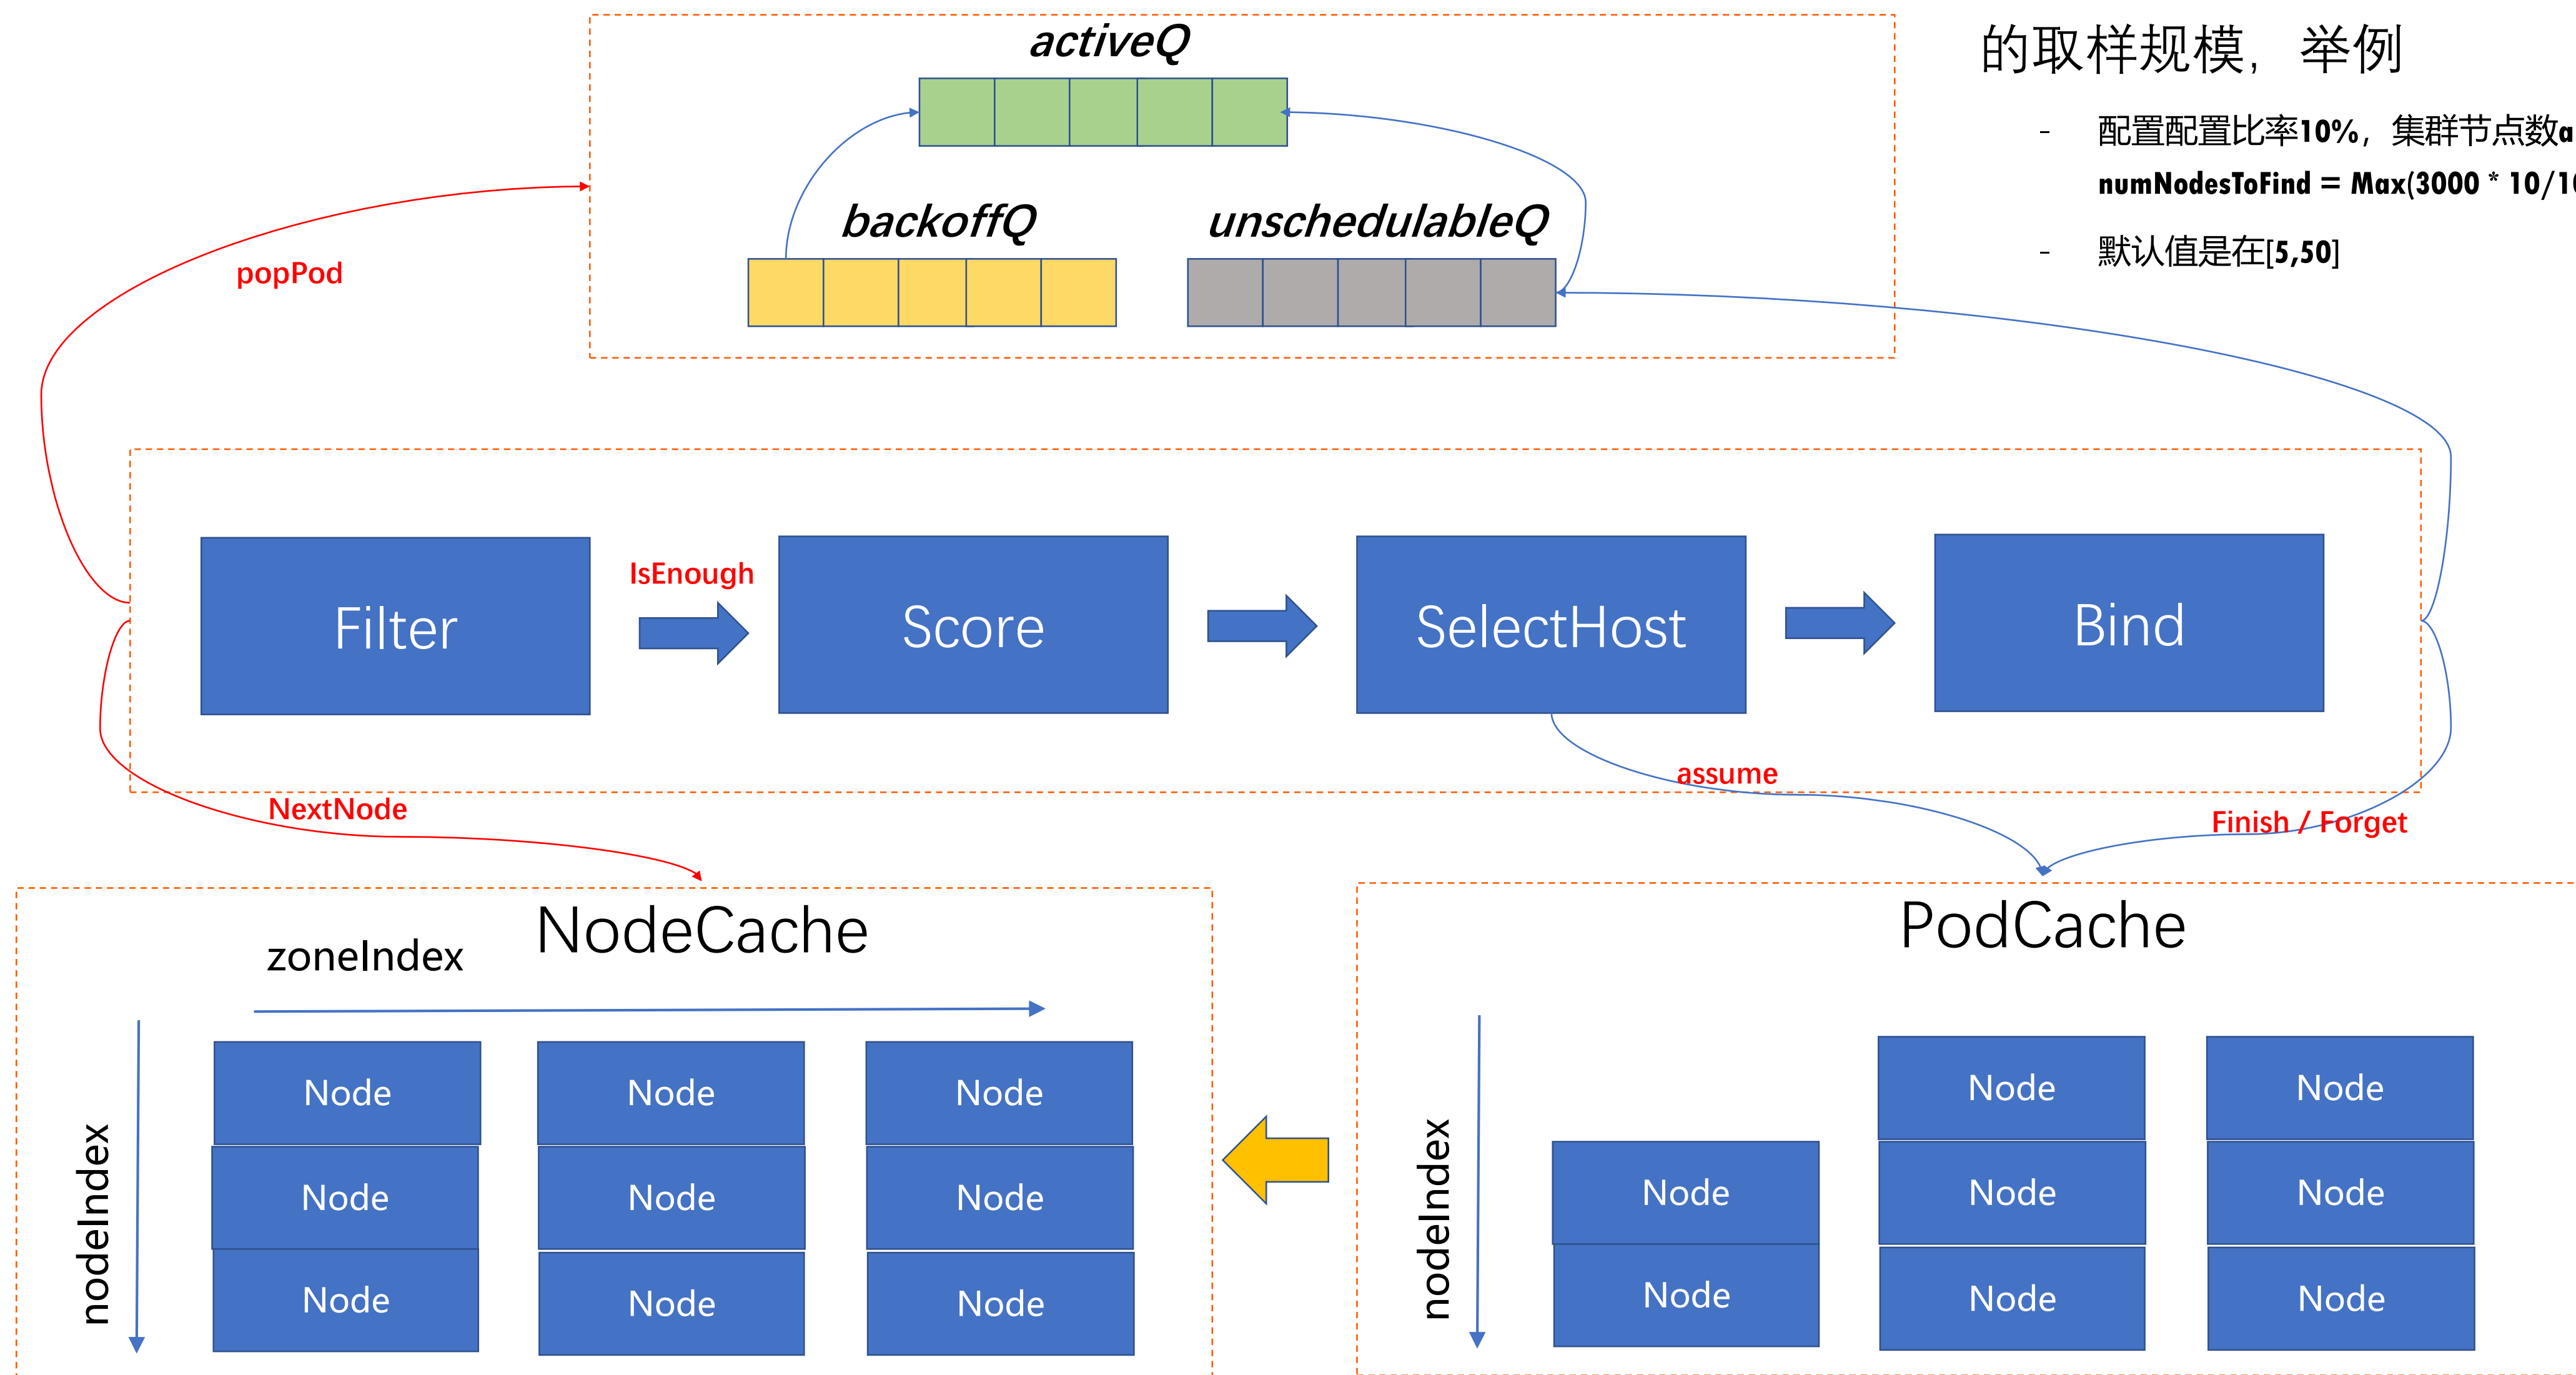 activeQ
的取样规模，举例
- 配置配置比率10%，集群节点数a
numNodesToFind = Max(3000 * 10/10
- 默认值是在[5,50]
backoffQ
unschedulableQ
popPod
Filter
IsEnough
Score
SelectHost
Bind
assume
NextNode
Finish / Forget
NodeCache
zoneIndex
nodeIndex
Node
Node
Node
Node
Node
Node
Node
Node
Node
PodCache
nodeIndex
Node
Node
Node
Node
Node
Node
Node
Node